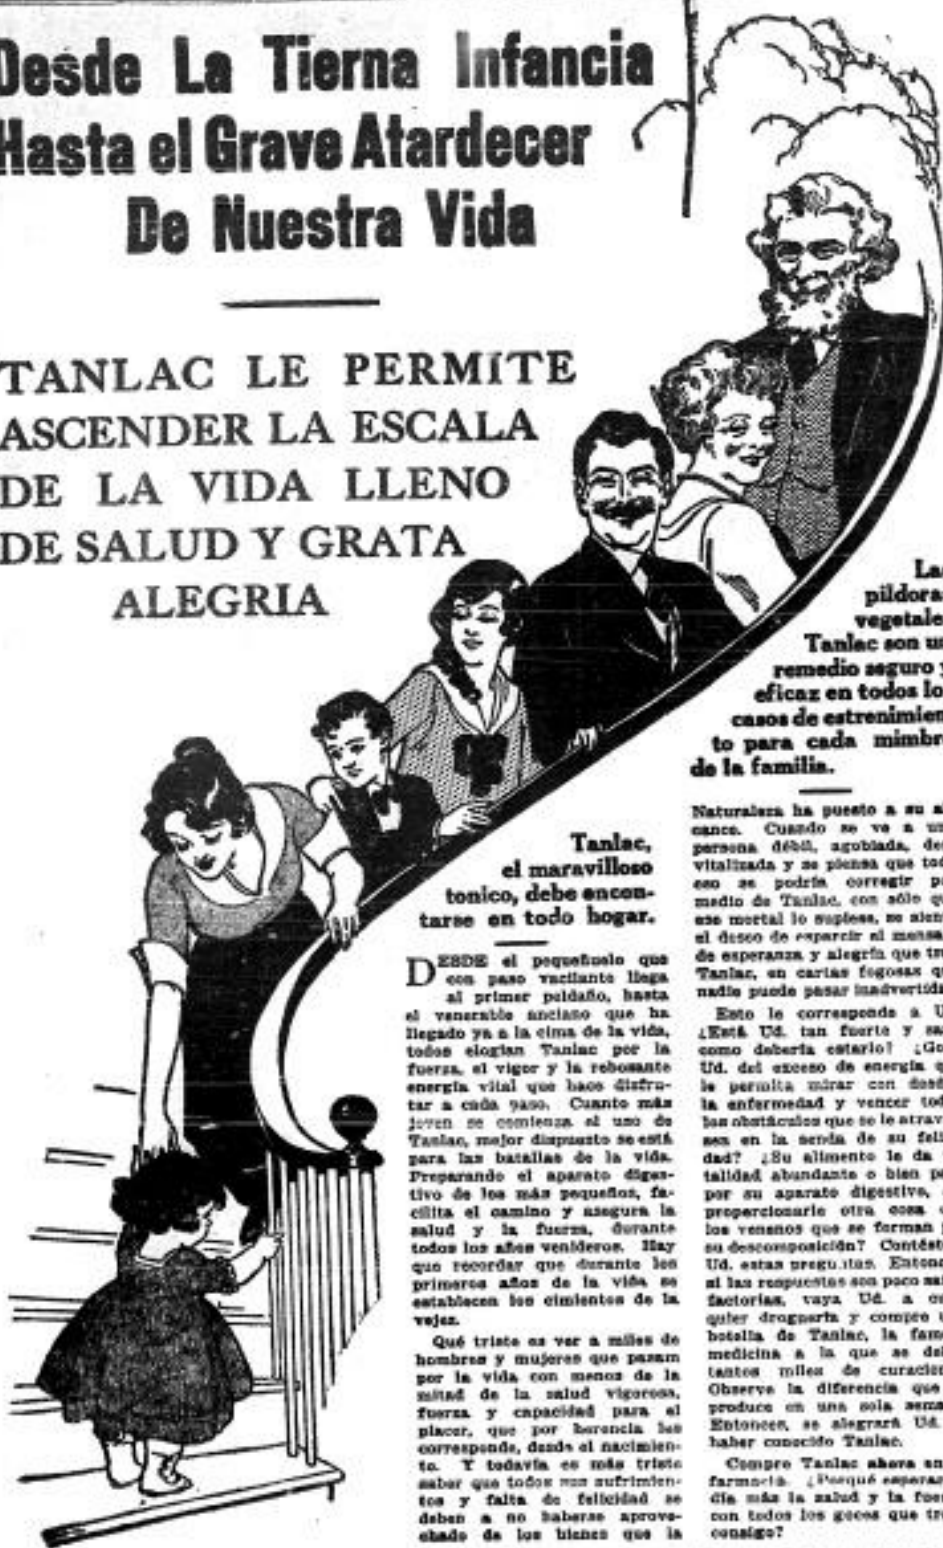 Desde La Tierna Infancia
Hasta el Grave Atardecer
De Nuestra Vida
TANLAC LE PERMITE
ASCENDER LA ESCALA
DE LA VIDA LLENO
DE SALUD Y GRATA
ALEGRIA
Tanlac,
el maravilloso
tonico, debe encon-
tarse en todo hogar.
DESDE el pequeñuelo que
con paso vacilante llega
al primer peldaño, hasta
el venerable anciano que ha
llegado ya a la cima de la vida,
todos elogian Tanlac por la
fuerza, el vigor y la rebosante
energía vital que hace disfru-
tar a cada paso. Cuanto más
joven se comienza el uso de
Tanlac, mejor dispuesto se está
para las batallas de la vida.
Preparando el aparato diges-
tivo de los más pequeños, fa-
cilita el camino y asegura la
salud y la fuerza, durante
todos los años venideros. Hay
que recordar que durante los
primeros años de la vida se
establecen los cimientos de la
vejez.
Qué triste es ver a miles de
hombres y mujeres que pasam
por la vida con menos de la
mitad de la salud vigorosa,
fuerza y capacidad para el
placer, que por herencia les
corresponde, desde el nacimien-
to. Y todavía es más triste
saber que todos sus sufrimien-
tos y falta de felicidad se
deben a no haberse aprove-
chado de los bienes que la
La
pildora
vegetale
Tanlac son u
remedio seguro y
eficaz en todos lo
casos de estrenimien
to para cada mimbr
de la familia.
Naturaleza ha puesto a su a
cance. Cuando se ve a un
persona débil, agobiada, de
vitalizada y se piensa que tod
eso se podría corregir p
medio de Tanlac, con sólo q
ese mortal lo supiese, se sien
el deseo de esparcir el mensa
de esperanza y alegría que tr
Tanlac, en cartas fogosas q
nadie puede pasar inadvertida
Esto le corresponde a U
¿Está Ud. tan fuerte y sa
como debería estarlo? ¿Go
Ud. del exceso de energía q
le permita mirar con desd
la enfermedad y vencer tod
los obstáculos que se le atrav
sen en la senda de su feli
dad? ¿Su alimento le da
talidad abundante o bien p
por su aparato digestivo,
proporcionarle otra cosa
los venenos que se forman
su descomposición? Contést
Ud. estas preguntas. Entonc
si las respuestas son poco sa
factorias, vaya Ud. a cu
quier droguería y compre u
botella de Tanlac, la fam
medicina a la que se de
tantos miles de curacio
Observe la diferencia que
produce en una sola sema
Entonces, se alegrará Ud.
haber conocido Tanlac.
Compre Tanlac ahora en
farmacia. ¿Porqué esperar
día más la salud y la fue
con todos los goces que tr
consigo?